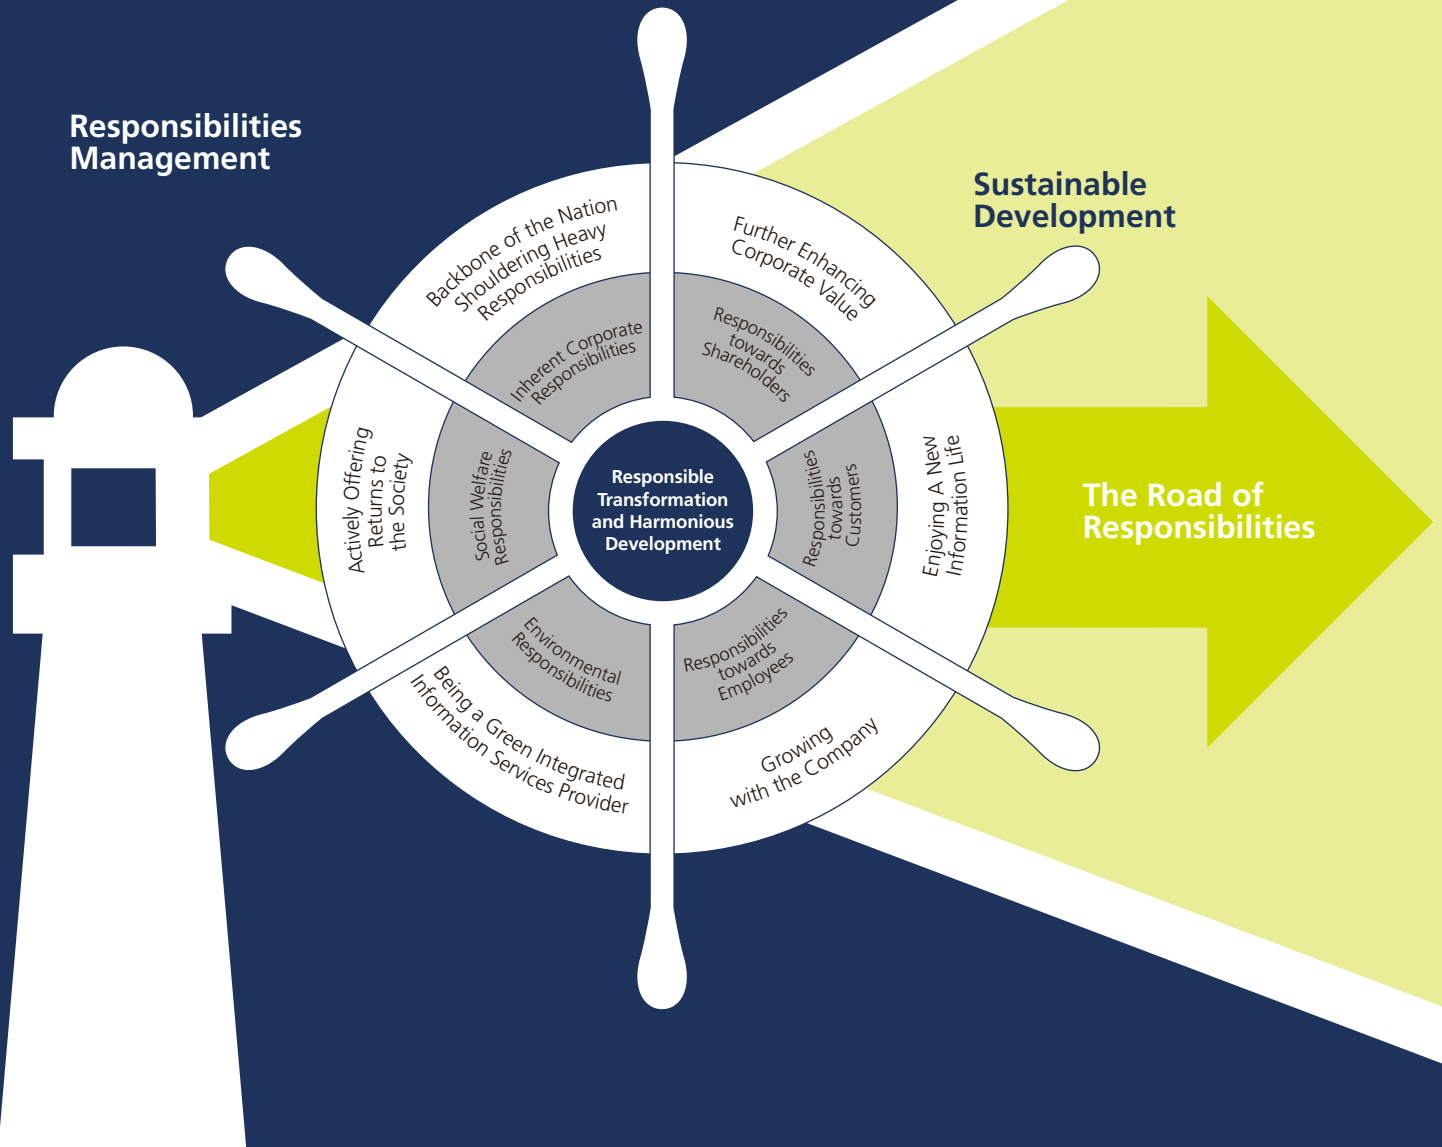 Responsibilities
Management
Sustainable
Development
Backbone of the Nation
Shouldering Heavy
Responsibilities
Inherent Corporate
Responsibilities
Further Enhancing
Corporate Value
Responsibilities
towards
Shareholders
Enjoying A New
Information Life
Responsibilities
towards
Customers
Growing
with the Company
Responsibilities
towards
Employees
Being a Green Integrated
Information Services Provider
Environmental
Responsibilities
Actively Offering
Returns to
the Society
Social Welfare
Responsibilities
Responsible
Transformation
and Harmonious
Development
The Road of
Responsibilities